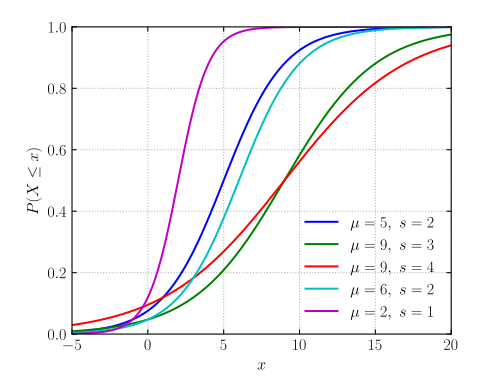 1.0
0.8
0.6
0.4
0.2
0.0
P(X ≤ x)
μ = 5, s = 2
μ = 9, s = 3
μ = 9, s = 4
μ = 6, s = 2
μ = 2, s = 1
−5 0 5 10 15 20
x